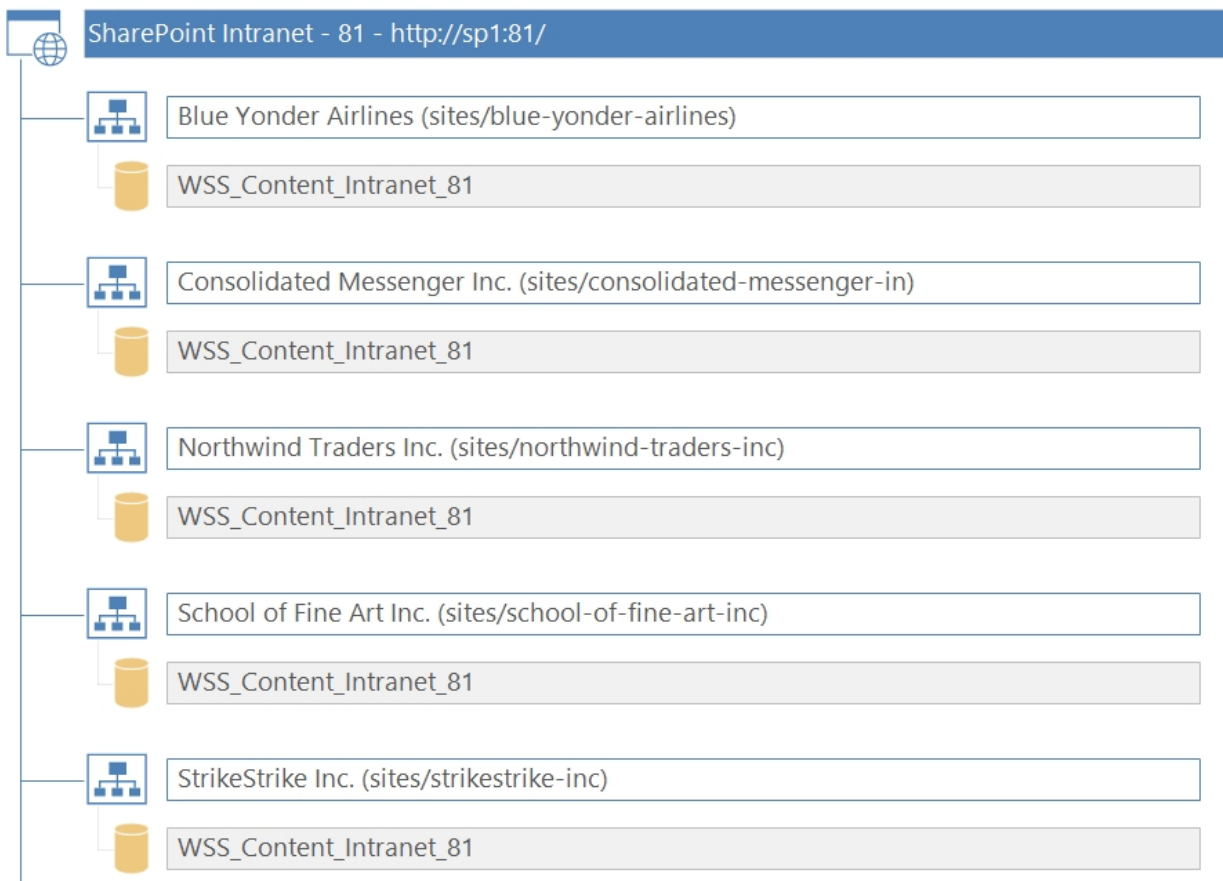 SharePoint Intranet - 81 - http://sp1:81/
Blue Yonder Airlines (sites/blue-yonder-airlines)
WSS_Content_Intranet_81
Consolidated Messenger Inc. (sites/consolidated-messenger-in)
WSS_Content_Intranet_81
Northwind Traders Inc. (sites/northwind-traders-inc)
WSS_Content_Intranet_81
School of Fine Art Inc. (sites/school-of-fine-art-inc)
WSS_Content_Intranet_81
StrikeStrike Inc. (sites/strikestrike-inc)
WSS_Content_Intranet_81